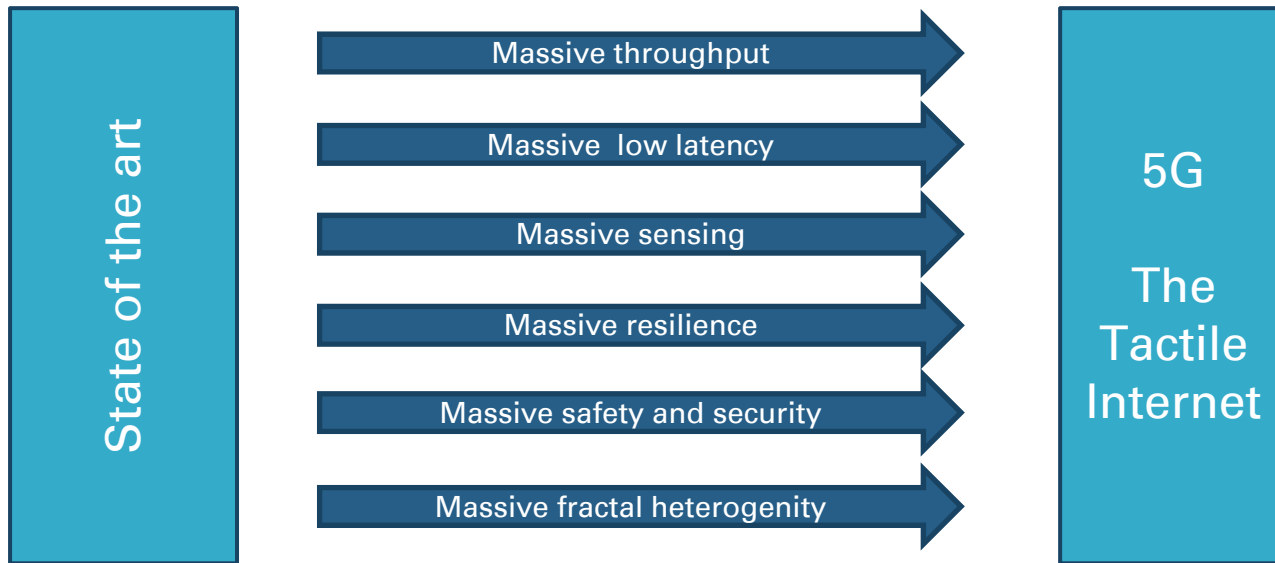 State of the art
Massive throughput
Massive  low latency
Massive sensing
Massive resilience
Massive safety and security
Massive fractal heterogenity
5G
The
Tactile
Internet